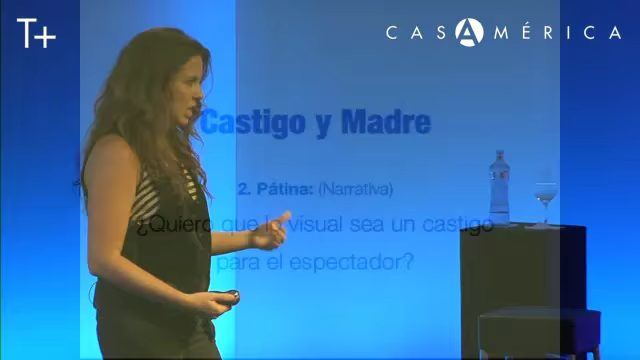 T+
CASAMÉRICA
Castigo y Madre
2. Pátina: (Narrativa)
¿Quiero que lo visual sea un castigo
para el espectador?